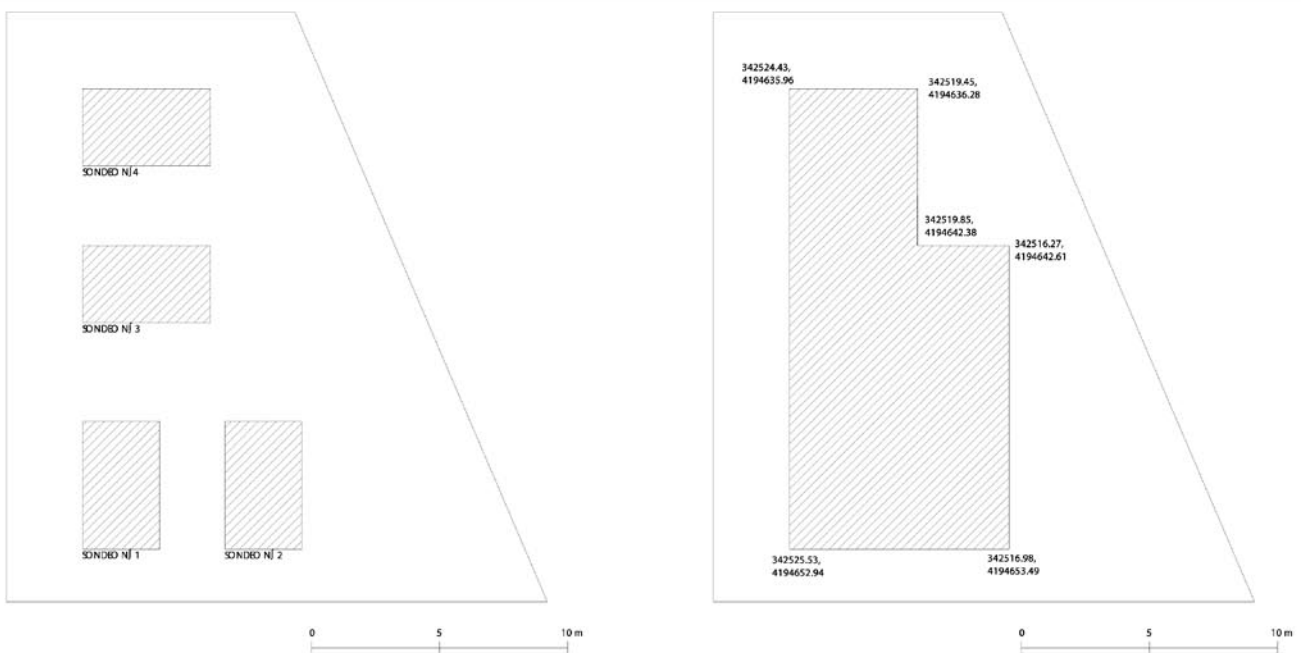 SONDEO N∫ 4
SONDEO N∫ 3
SONDEO N∫ 1
SONDEO N∫ 2
0 5 10 m
342524.43,
4194635.96
342519.45,
4194636.28
342519.85,
4194642.38
342516.27,
4194642.61
342525.53,
4194652.94
342516.98,
4194653.49
0 5 10 m